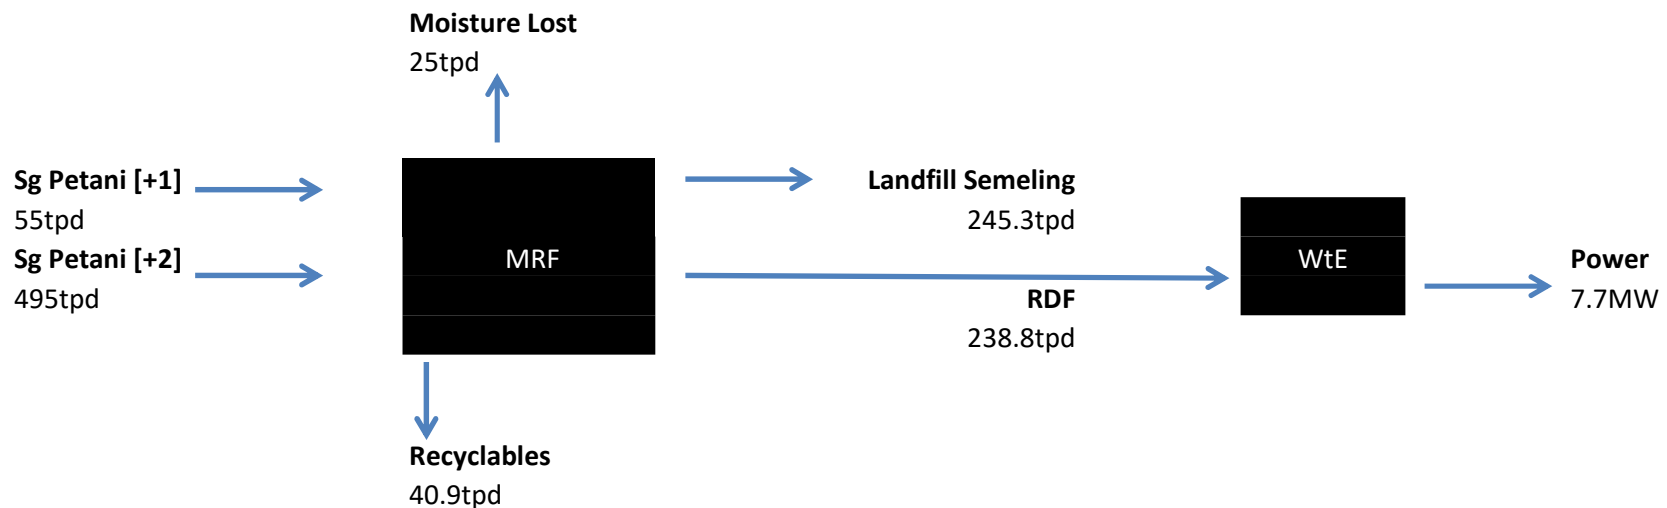 Moisture Lost
25tpd
Sg Petani [+1]
55tpd
Sg Petani [+2]
495tpd
MRF
Landfill Semeling
245.3tpd
RDF
238.8tpd
WtE
Power
7.7MW
Recyclables
40.9tpd